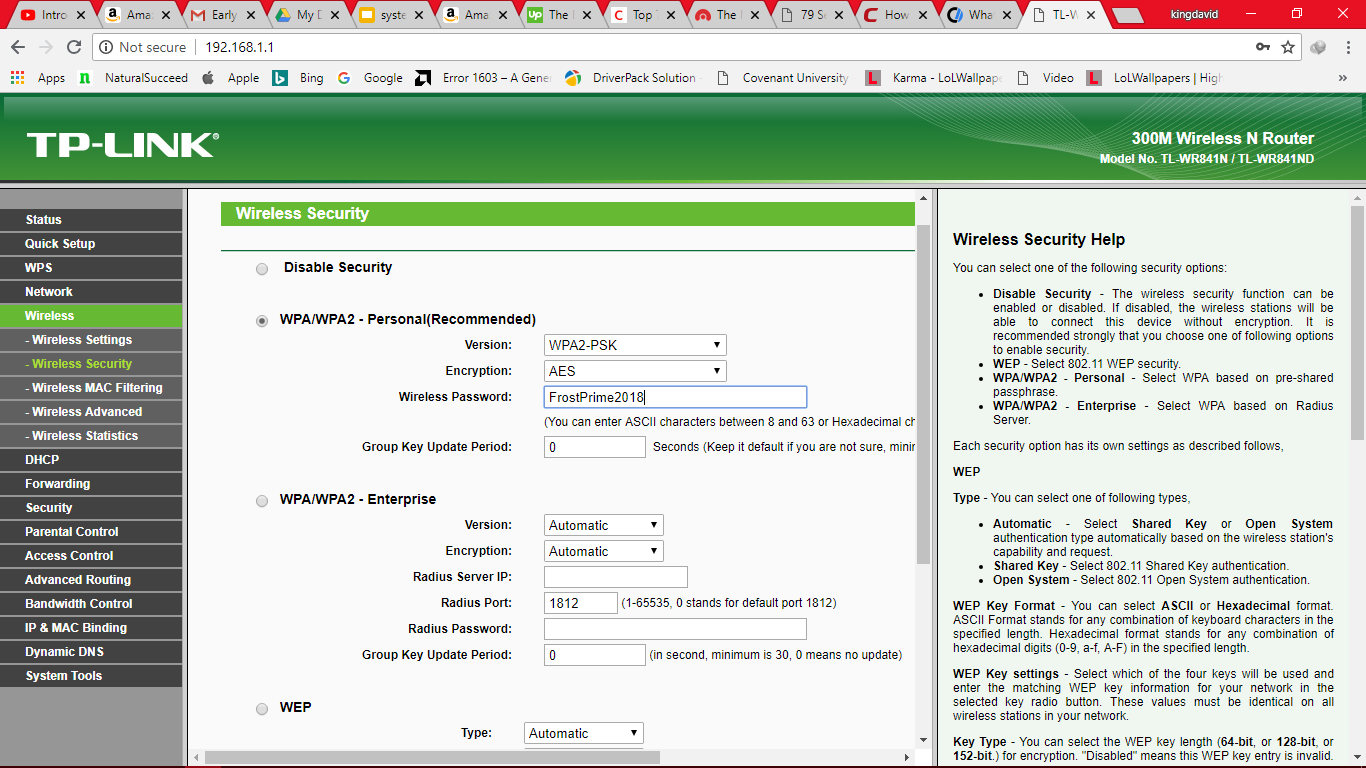 Intro
Ama
Early
My D
syste
Ama
The
Top
The
79 S
How
Wha
TL-W
kingdavid
Not secure
192.168.1.1
Apps
NaturalSucceed
Apple
Bing
Google
Error 1603 – A Gene
DriverPack Solution
Covenant University
Karma - LoLWallpape
Video
LoLWallpapers | High
»
TP-LINK®
300M Wireless N Router
Model No. TL-WR841N / TL-WR841ND
Status
Quick Setup
WPS
Network
Wireless
- Wireless Settings
- Wireless Security
- Wireless MAC Filtering
- Wireless Advanced
- Wireless Statistics
DHCP
Forwarding
Security
Parental Control
Access Control
Advanced Routing
Bandwidth Control
IP & MAC Binding
Dynamic DNS
System Tools
Wireless Security
Disable Security
WPA/WPA2 - Personal(Recommended)
Version: WPA2-PSK
Encryption: AES
Wireless Password: FrostPrime2018
(You can enter ASCII characters between 8 and 63 or Hexadecimal ch
Group Key Update Period: 0 Seconds (Keep it default if you are not sure, minin
WPA/WPA2 - Enterprise
Version: Automatic
Encryption: Automatic
Radius Server IP:
Radius Port: 1812 (1-65535, 0 stands for default port 1812)
Radius Password:
Group Key Update Period: 0 (in second, minimum is 30, 0 means no update)
WEP
Type: Automatic
Wireless Security Help
You can select one of the following security options:
• Disable Security - The wireless security function can be
enabled or disabled. If disabled, the wireless stations will be
able to connect this device without encryption. It is
recommended strongly that you choose one of following options
to enable security.
• WEP - Select 802.11 WEP security.
• WPA/WPA2 - Personal - Select WPA based on pre-shared
passphrase.
• WPA/WPA2 - Enterprise - Select WPA based on Radius
Server.
Each security option has its own settings as described follows,
WEP
Type - You can select one of following types,
• Automatic - Select Shared Key or Open System
authentication type automatically based on the wireless station's
capability and request.
• Shared Key - Select 802.11 Shared Key authentication.
• Open System - Select 802.11 Open System authentication.
WEP Key Format - You can select ASCII or Hexadecimal format.
ASCII Format stands for any combination of keyboard characters in the
specified length. Hexadecimal format stands for any combination of
hexadecimal digits (0-9, a-f, A-F) in the specified length.
WEP Key settings - Select which of the four keys will be used and
enter the matching WEP key information for your network in the
selected key radio button. These values must be identical on all
wireless stations in your network.
Key Type - You can select the WEP key length (64-bit, or 128-bit, or
152-bit.) for encryption. "Disabled" means this WEP key entry is invalid.